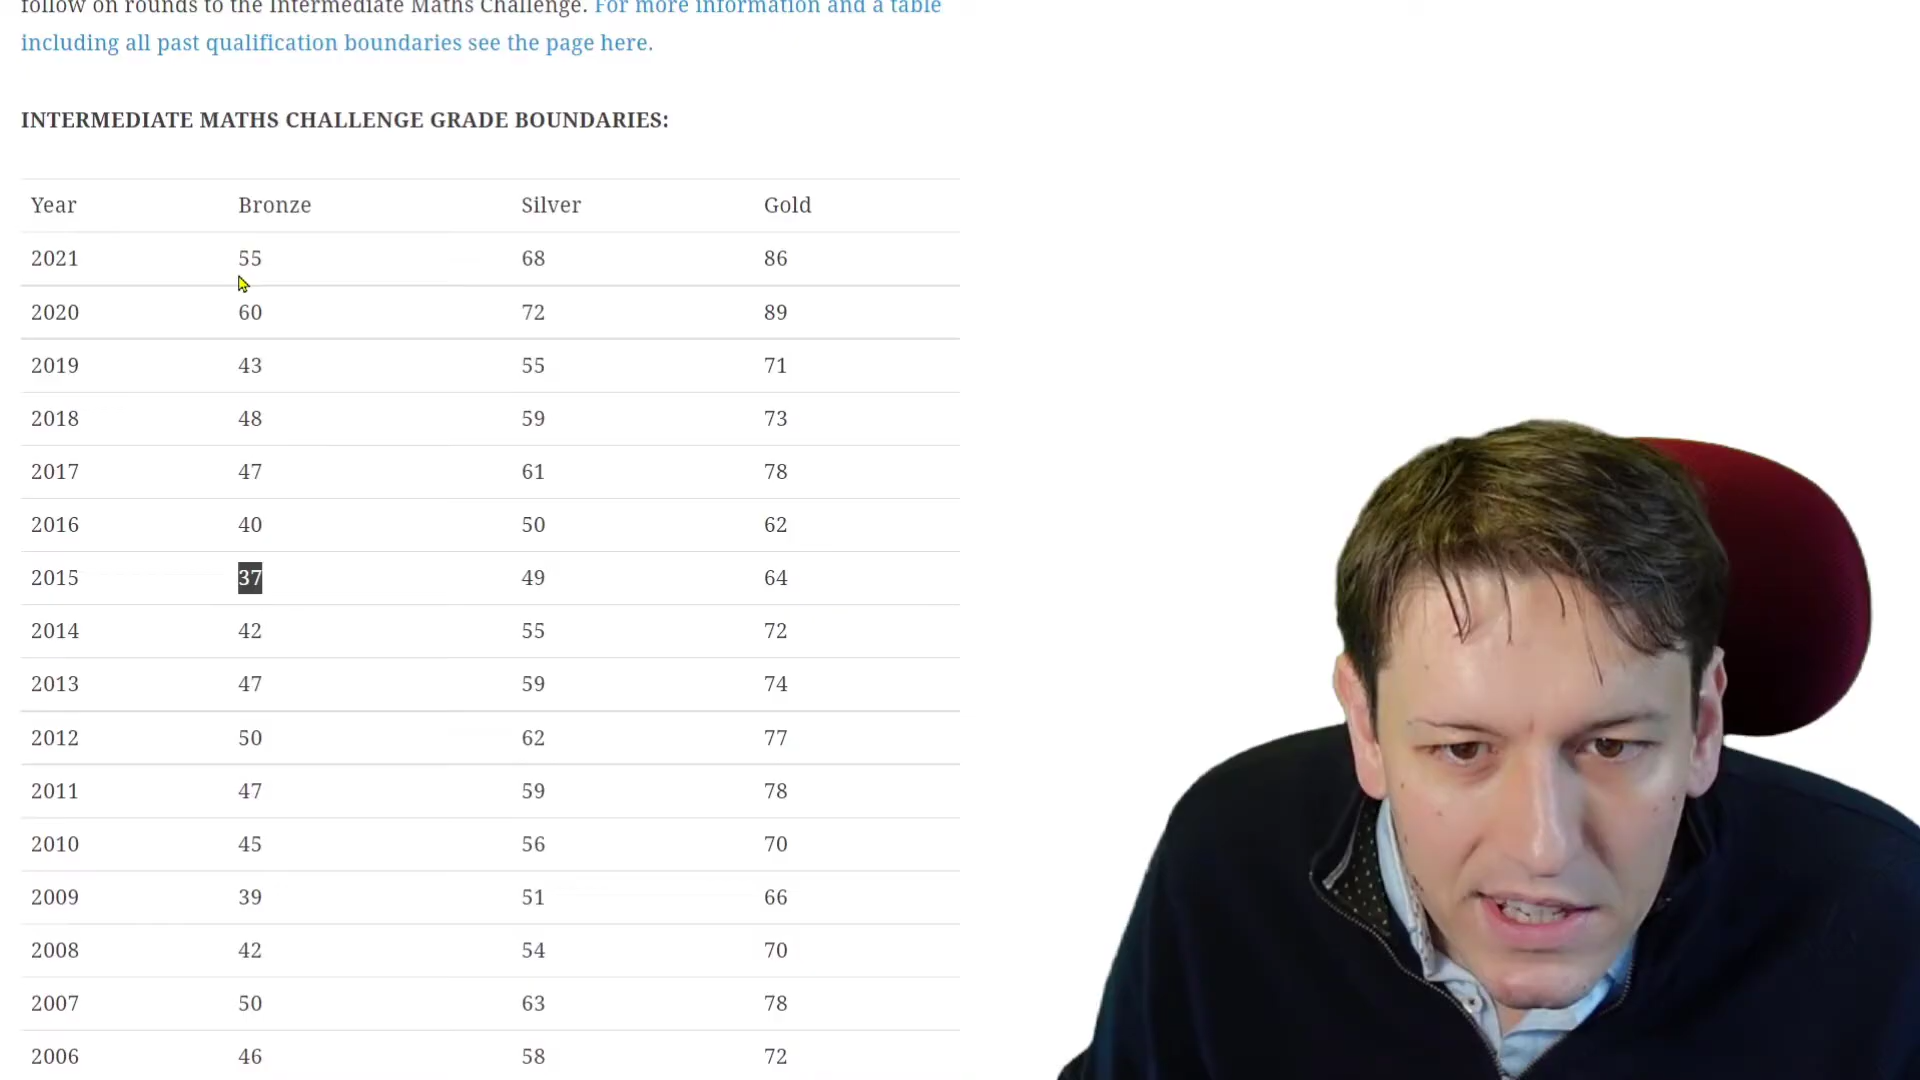 follow on rounds to the Intermediate Maths Challenge. For more information and a table
including all past qualification boundaries see the page here.
INTERMEDIATE MATHS CHALLENGE GRADE BOUNDARIES:
Year Bronze Silver Gold
2021 55 68 86
2020 60 72 89
2019 43 55 71
2018 48 59 73
2017 47 61 78
2016 40 50 62
2015 37 49 64
2014 42 55 72
2013 47 59 74
2012 50 62 77
2011 47 59 78
2010 45 56 70
2009 39 51 66
2008 42 54 70
2007 50 63 78
2006 46 58 72